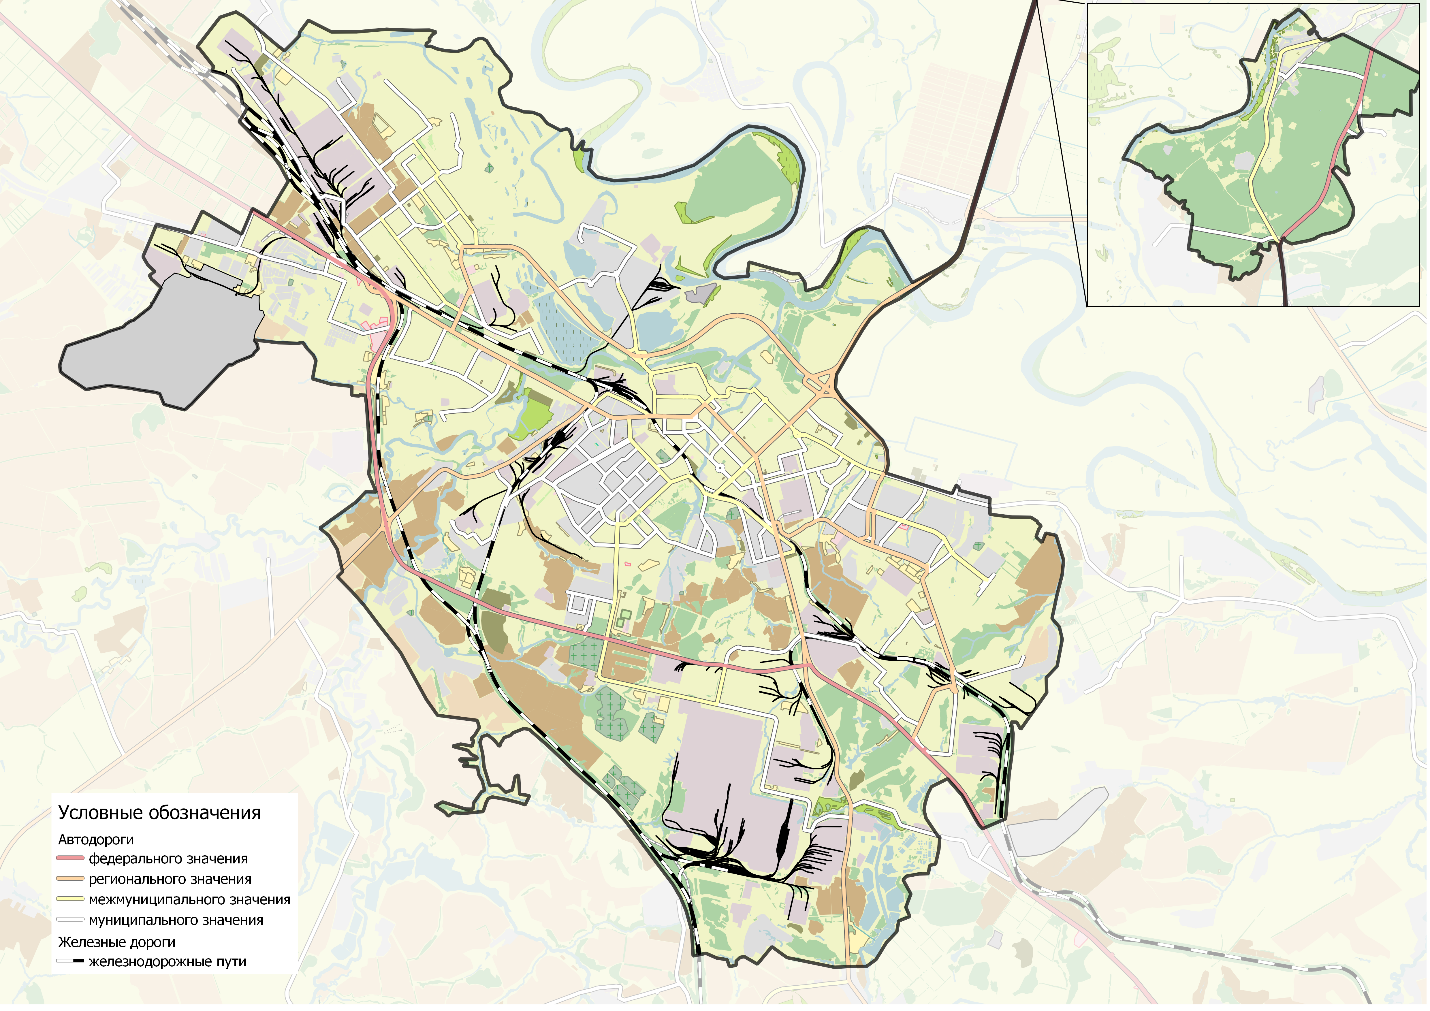 Условные обозначения
Автодороги
федерального значения
регионального значения
межмуниципального значения
муниципального значения
Железные дороги
железнодорожные пути